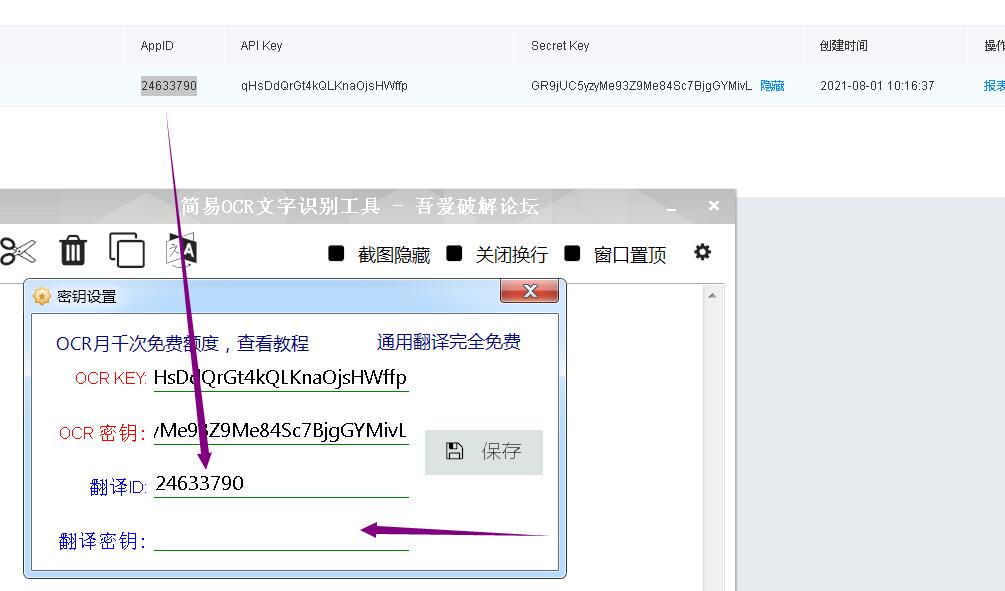 AppID API Key Secret Key 创建时间 操作
24633790 qHsDdQrGt4kQLKnaOjsHWffp GR9jUC5yzyMe93Z9Me84Sc7BjgGYMivL 隐藏 2021-08-01 10:16:37 报表
简易OCR文字识别工具 - 吾爱破解论坛
截图隐藏 关闭换行 窗口置顶
密钥设置
OCR月千次免费额度，查看教程 通用翻译完全免费
OCR KEY: HsDdQrGt4kQLKnaOjsHWffp
OCR 密钥： yMe93Z9Me84Sc7BjgGYMivL
保存
翻译ID: 24633790
翻译密钥：